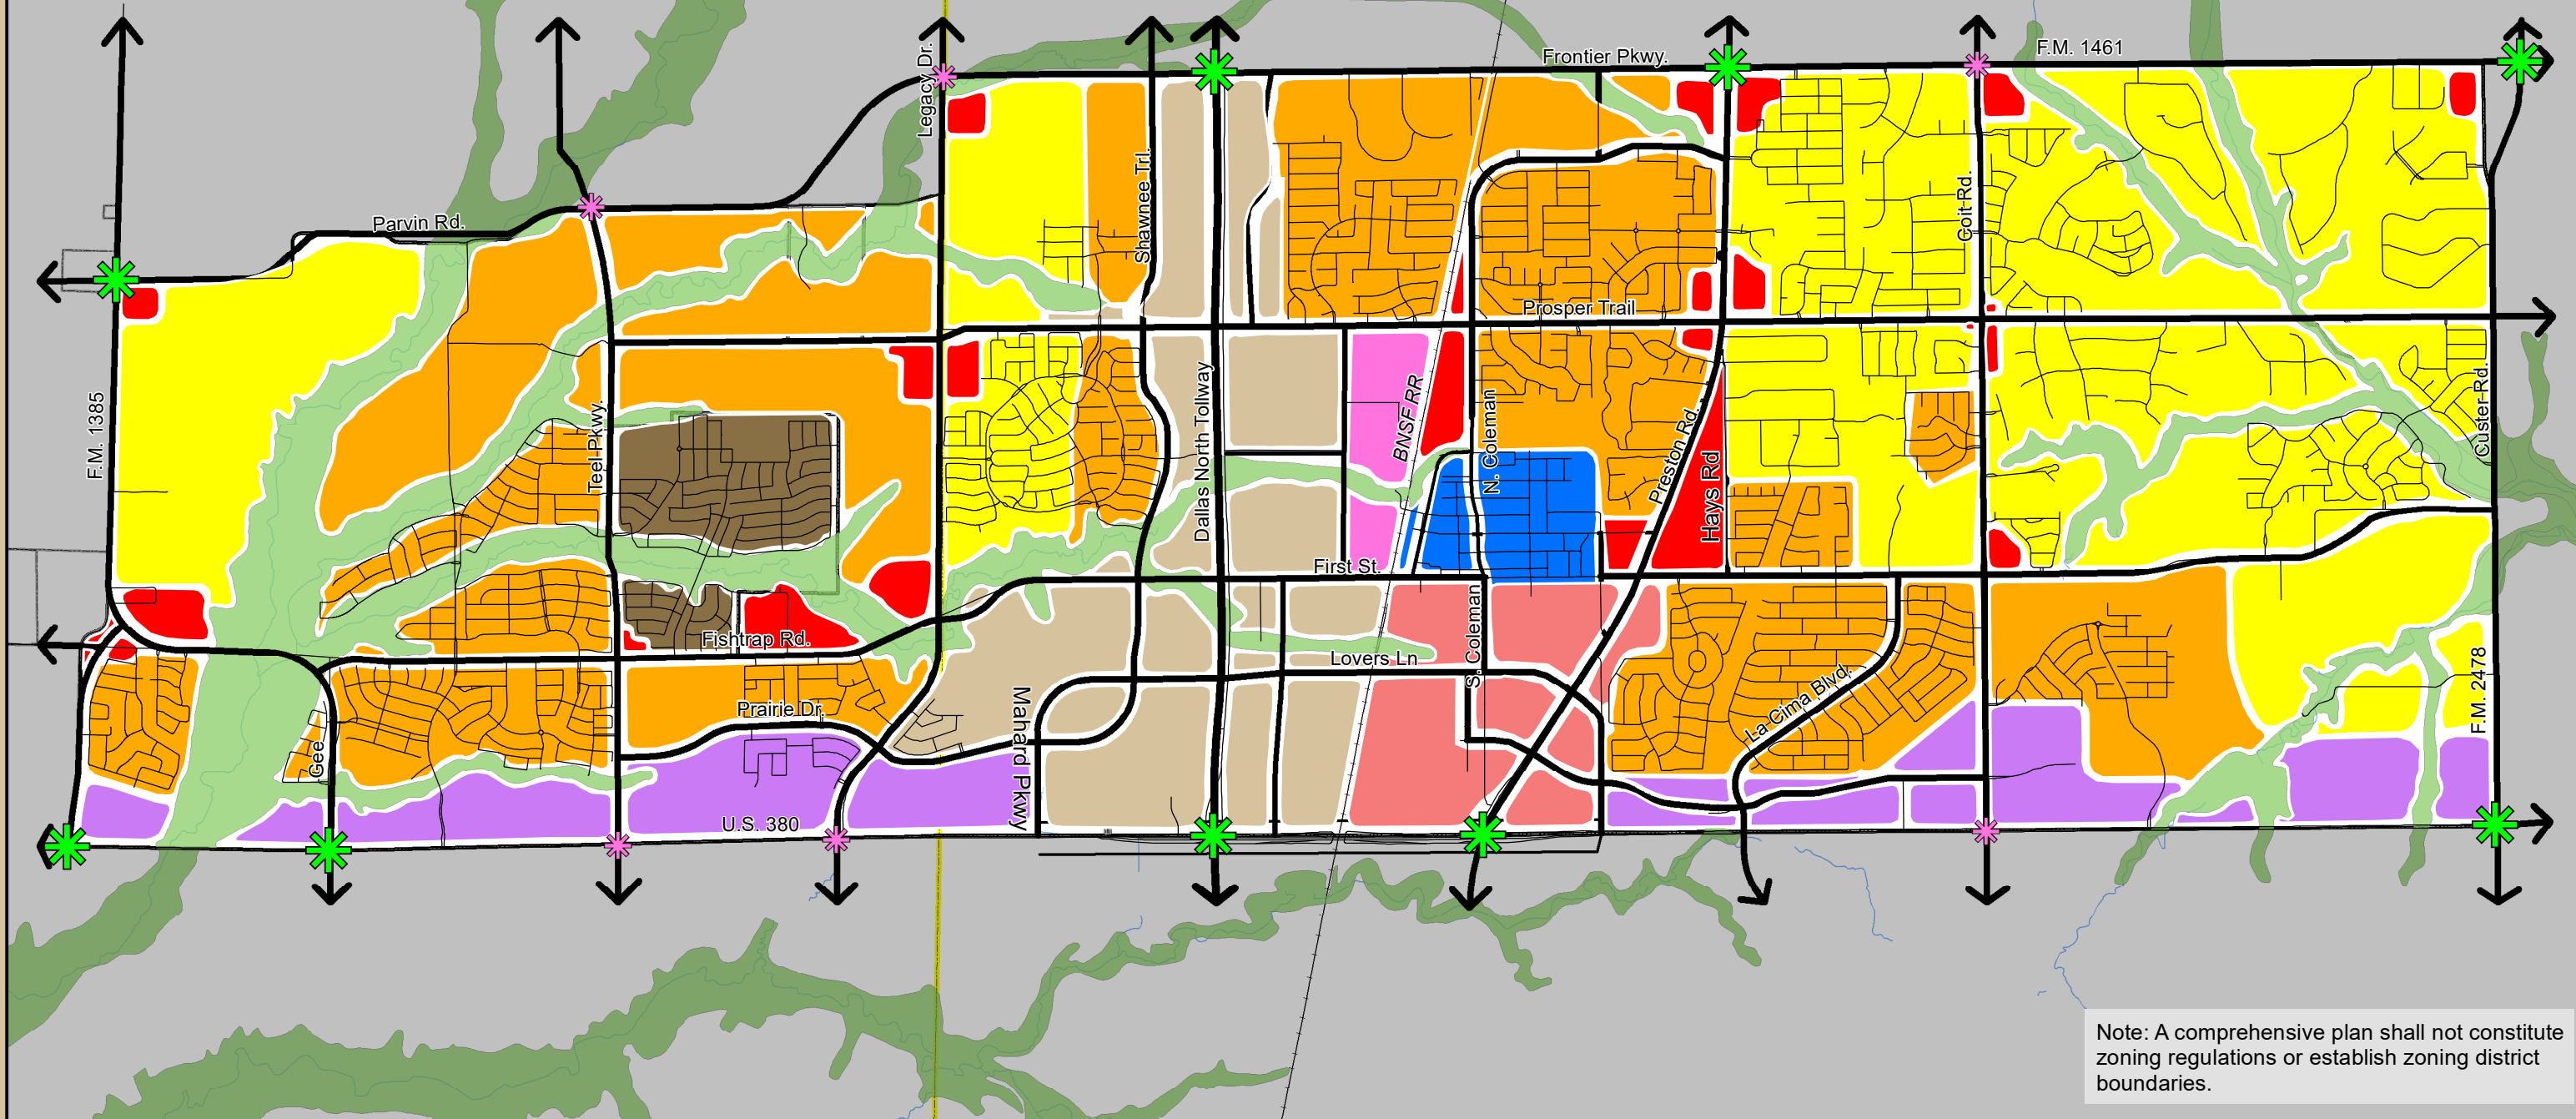 Frontier Pkwy.
F.M. 1461
Legacy Dr.
Shawnee Trl.
Coit Rd.
Parvin Rd.
Prosper Trail
F.M. 1385
Teel Pkwy.
Dallas North Tollway
BNSF RR
N. Coleman
Preston Rd.
Hays Rd
Custer Rd.
First St.
Fishtrap Rd.
Lovers Ln
S. Coleman
La Cima Blvd.
F.M. 2478
Prairie Dr.
Gee
Mahard Pkwy
U.S. 380
Note: A comprehensive plan shall not constitute
zoning regulations or establish zoning district
boundaries.